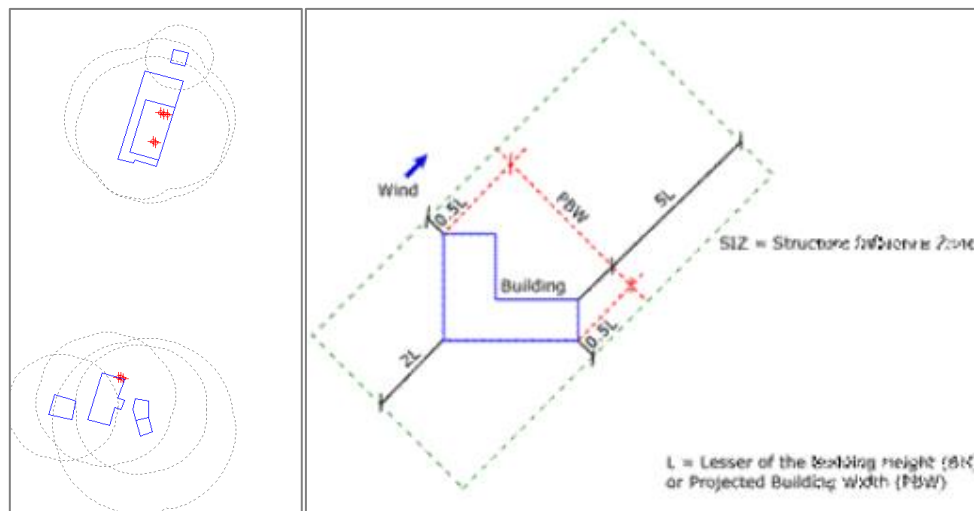 Wind
0.5L
PBW
5L
SIZ = Structure
Building
0.5L
2L
L = Lesser of the Height
or Projected Building Width (PBW)